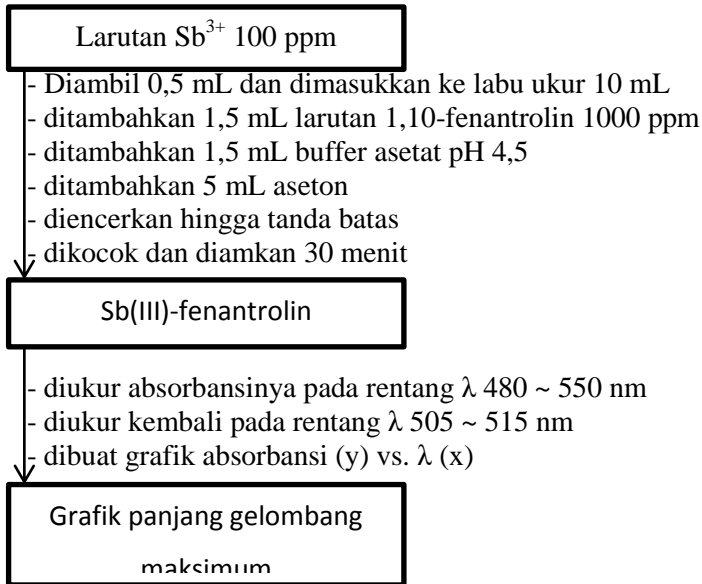 Larutan Sb³⁺ 100 ppm
- Diambil 0,5 mL dan dimasukkan ke labu ukur 10 mL
- ditambahkan 1,5 mL larutan 1,10-fenantrolin 1000 ppm
- ditambahkan 1,5 mL buffer asetat pH 4,5
- ditambahkan 5 mL aseton
- diencerkan hingga tanda batas
- dikocok dan diamkan 30 menit
Sb(III)-fenantrolin
- diukur absorbansinya pada rentang λ 480 ~ 550 nm
- diukur kembali pada rentang λ 505 ~ 515 nm
- dibuat grafik absorbansi (y) vs. λ (x)
Grafik panjang gelombang
maksimum